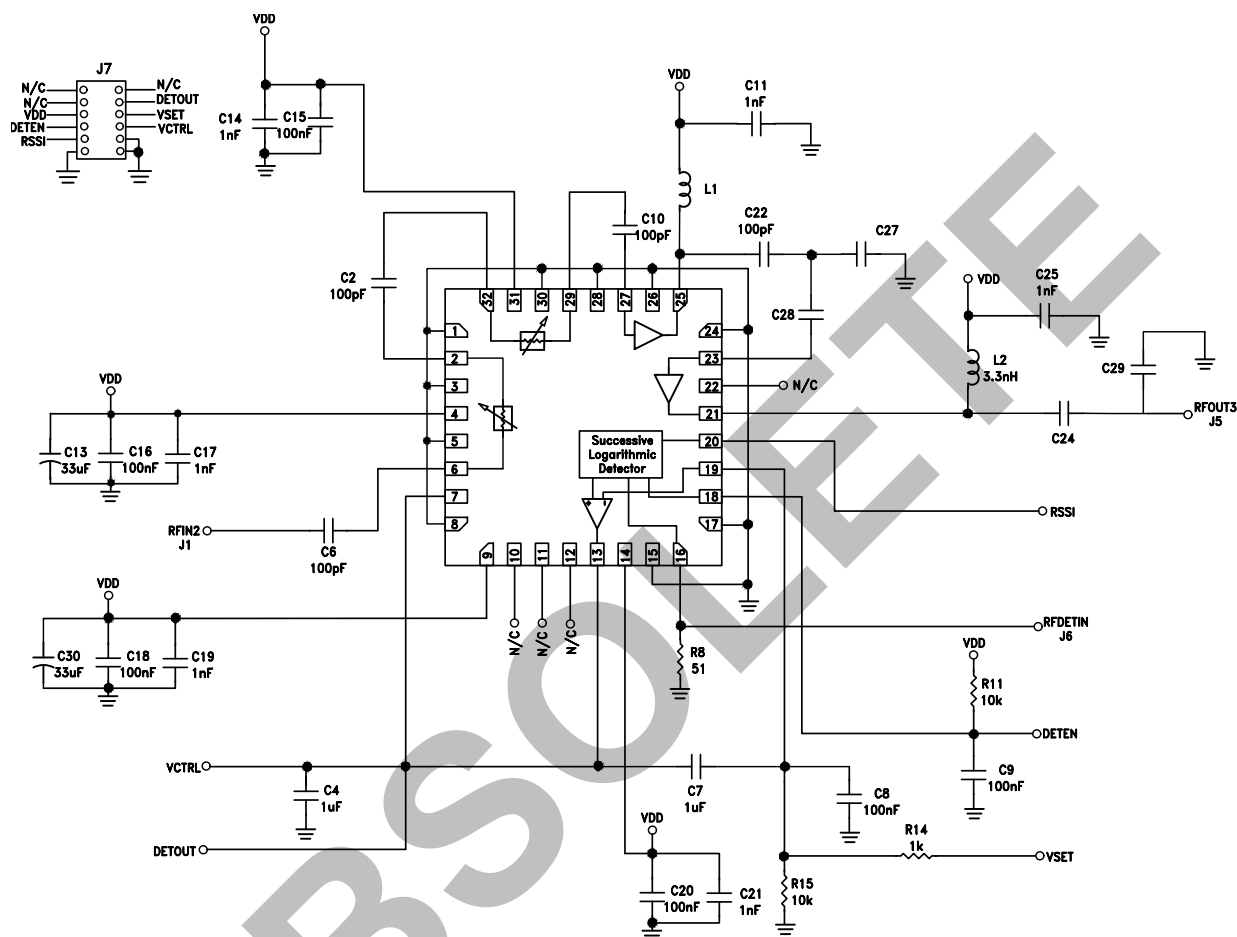 VDD
J7
N/C
N/C
N/C
DETOUT
VDD
VSET
DETEN
VCTRL
RSSI
C14
1nF
C15
100nF
VDD
C11
1nF
L1
C10
100pF
C22
100pF
C27
C2
100pF
VDD
C25
1nF
C28
L2
3.3nH
C29
RFOUT3
J5
C24
32
31
30
29
28
27
26
25
1
2
3
4
5
6
7
8
24
23
22
N/C
21
20
19
18
17
Successive
Logarithmic
Detector
+
-
VDD
C13
33uF
C16
100nF
C17
1nF
RFIN2
J1
C6
100pF
RSSI
9
10
11
12
13
14
15
16
VDD
C30
33uF
C18
100nF
C19
1nF
N/C
N/C
N/C
R8
51
RFDETIN
J6
VDD
R11
10k
DETEN
C9
100nF
VCTRL
C4
1uF
C7
1uF
C8
100nF
DETOUT
VDD
C20
100nF
C21
1nF
R14
1k
VSET
R15
10k
BSOLETE